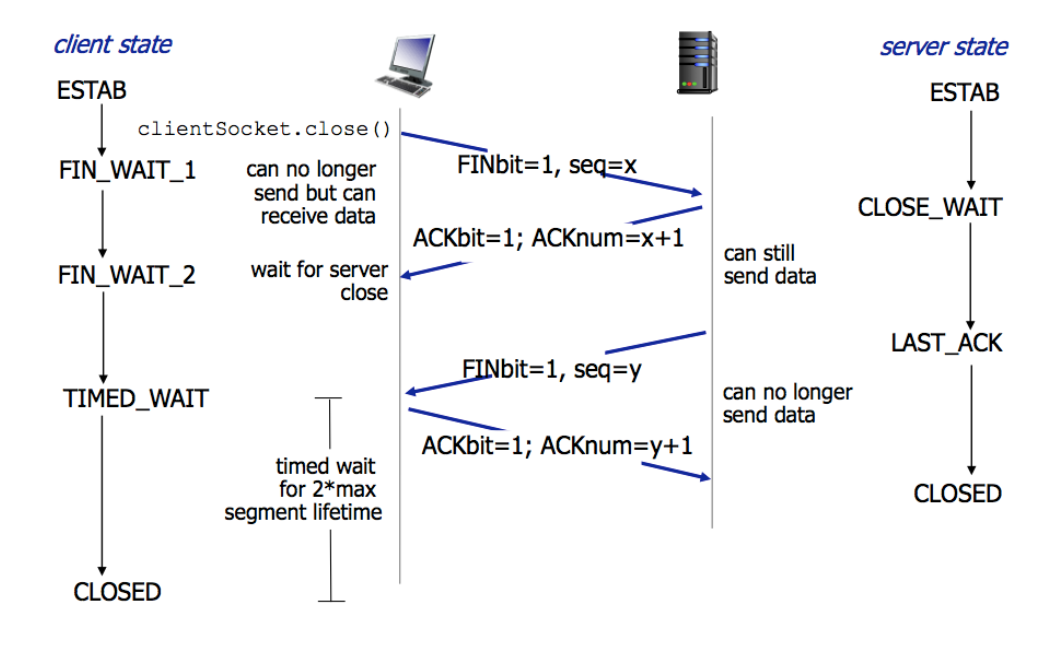 client state
server state
ESTAB
ESTAB
clientSocket.close()
FINbit=1, seq=x
FIN_WAIT_1
can no longer
send but can
receive data
CLOSE_WAIT
ACKbit=1; ACKnum=x+1
can still
send data
FIN_WAIT_2
wait for server
close
LAST_ACK
FINbit=1, seq=y
TIMED_WAIT
can no longer
send data
ACKbit=1; ACKnum=y+1
timed wait
for 2*max
segment lifetime
CLOSED
CLOSED